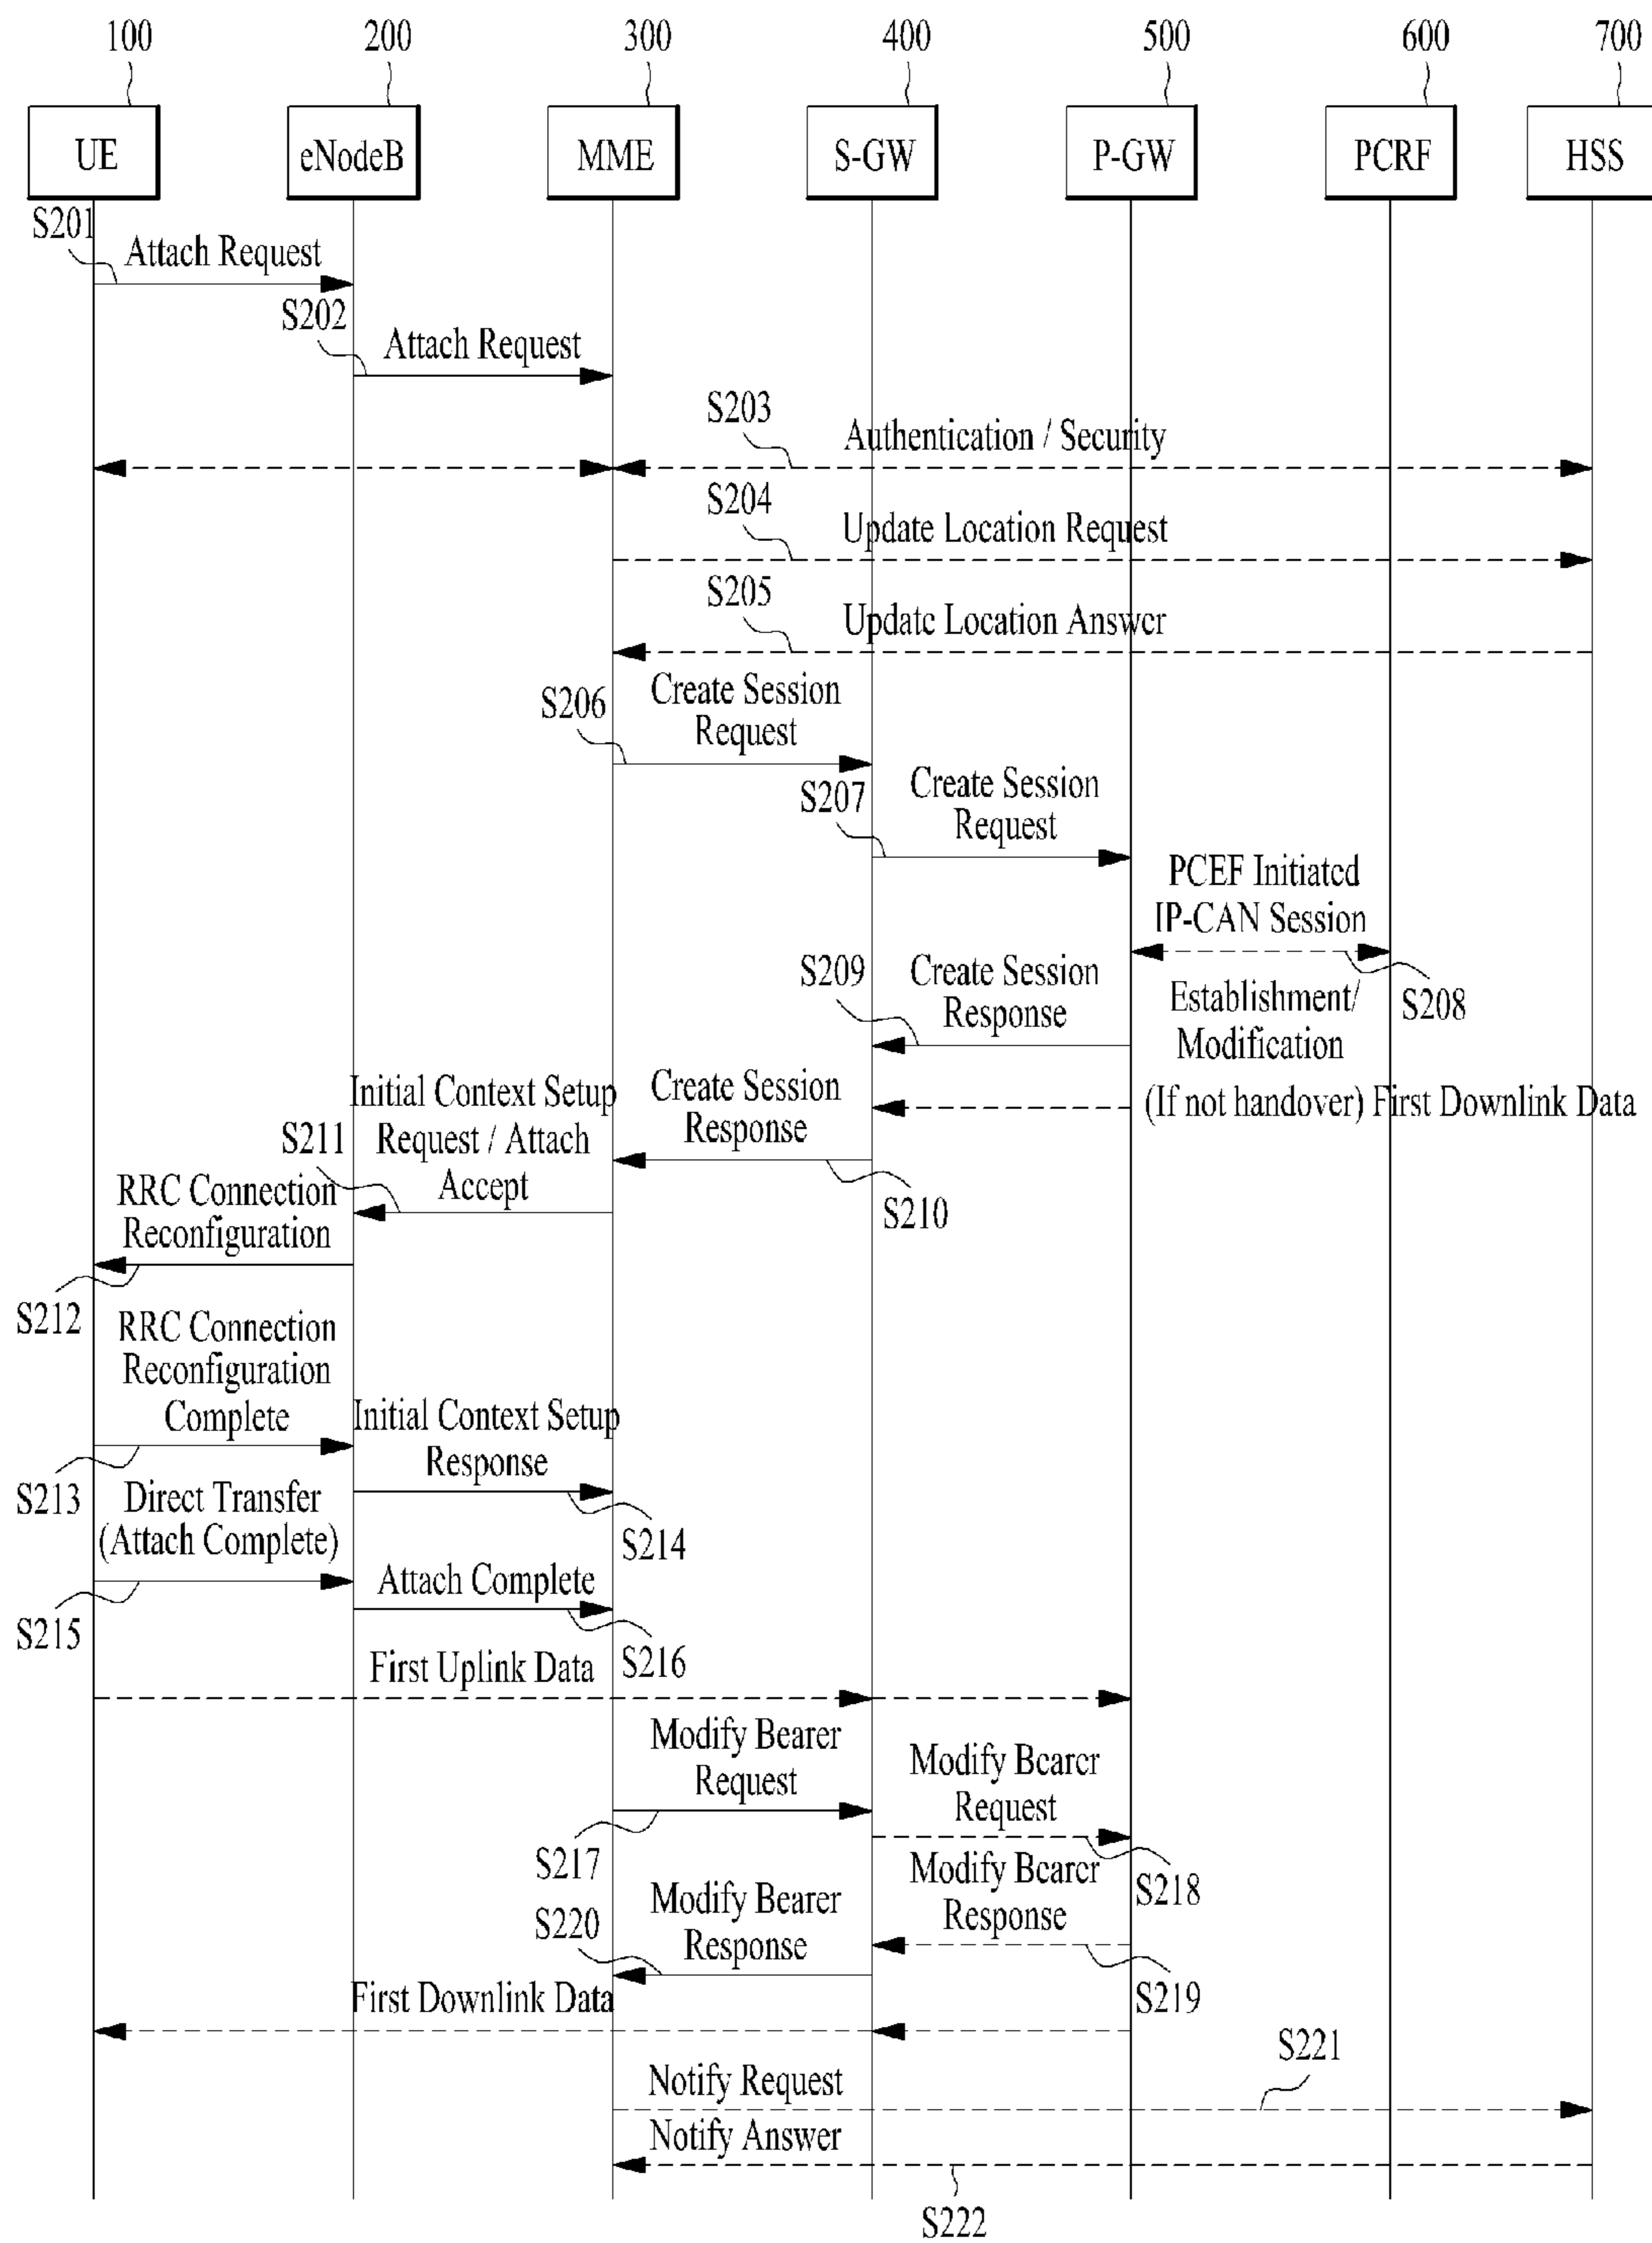 100 200 300 400 500 600 700
UE eNodeB MME S-GW P-GW PCRF HSS
S201
Attach Request
S202
Attach Request
S203
Authentication / Security
S204
Update Location Request
S205
Update Location Answer
S206
Create Session
Request
S207
Create Session
Request
PCEF Initiated
IP-CAN Session
S208
Establishment/
Modification
S209
Create Session
Response
(If not handover) First Downlink Data
Create Session
Response
S210
Initial Context Setup
Request / Attach
Accept
S211
RRC Connection
Reconfiguration
S212
RRC Connection
Reconfiguration
Complete
S213
Initial Context Setup
Response
S214
Direct Transfer
(Attach Complete)
S215
Attach Complete
S216
First Uplink Data
Modify Bearer
Request
S217
Modify Bearer
Request
S218
Modify Bearer
Response
S219
Modify Bearer
Response
S220
First Downlink Data
S221
Notify Request
Notify Answer
S222